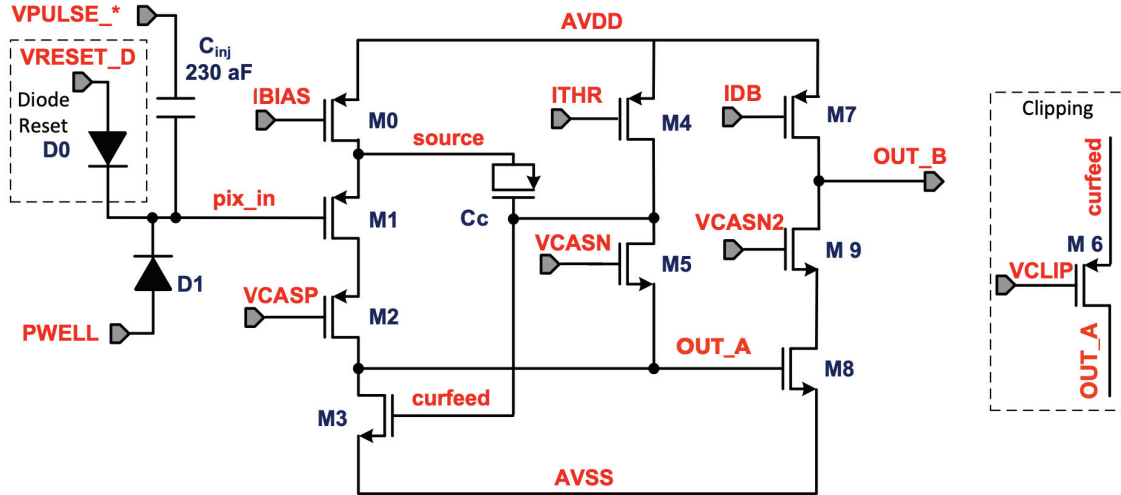 VPULSE_*
AVDD
VRESET_D
Cinj
230 aF
Diode
Reset
D0
IBIAS
M0
ITHR
M4
IDB
M7
Clipping
source
OUT_B
curfeed
pix_in
M1
Cc
VCASN
M5
VCASN2
M 9
M 6
VCLIP
D1
VCASP
M2
PWELL
OUT_A
M8
OUT_A
M3
curfeed
AVSS